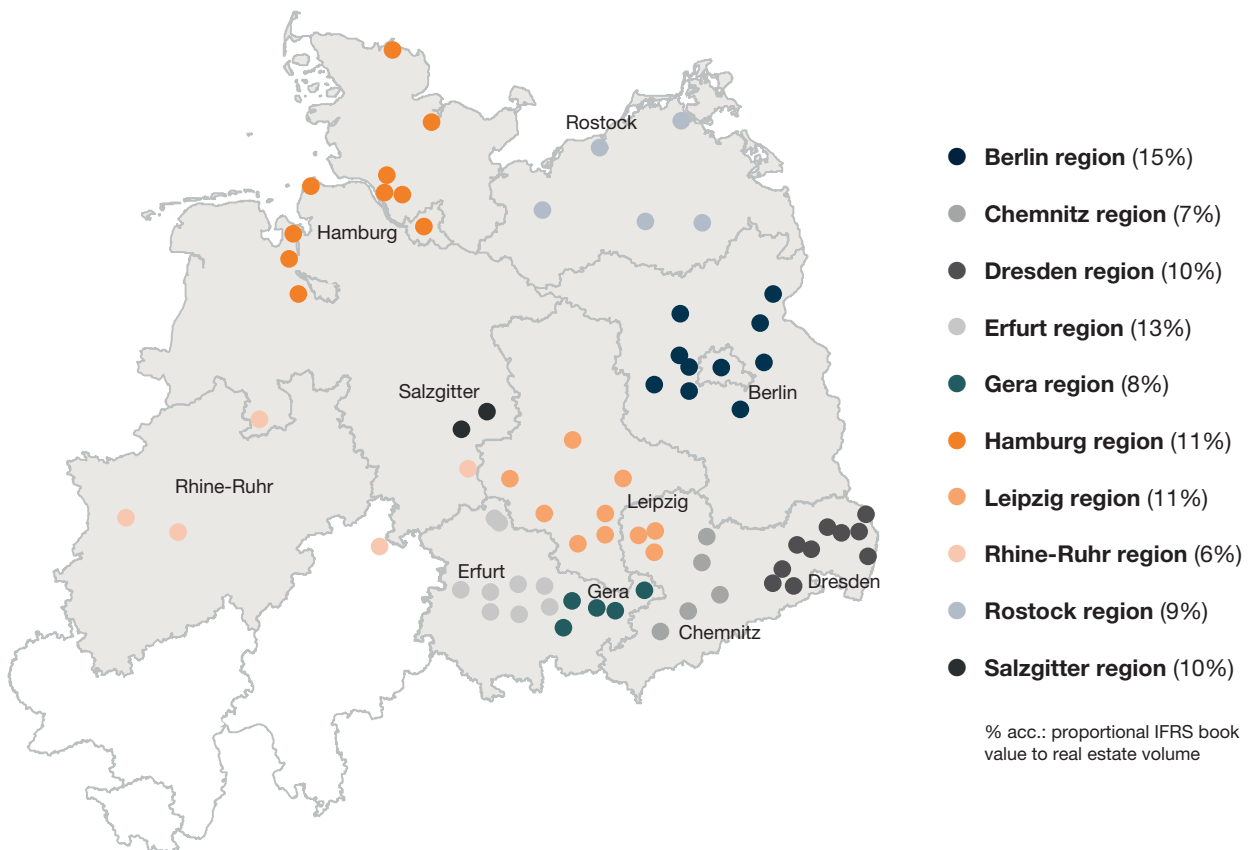 Rostock
Hamburg
Berlin
Salzgitter
Rhine-Ruhr
Leipzig
Erfurt
Gera
Dresden
Chemnitz
Berlin region (15%)
Chemnitz region (7%)
Dresden region (10%)
Erfurt region (13%)
Gera region (8%)
Hamburg region (11%)
Leipzig region (11%)
Rhine-Ruhr region (6%)
Rostock region (9%)
Salzgitter region (10%)
% acc.: proportional IFRS book
value to real estate volume